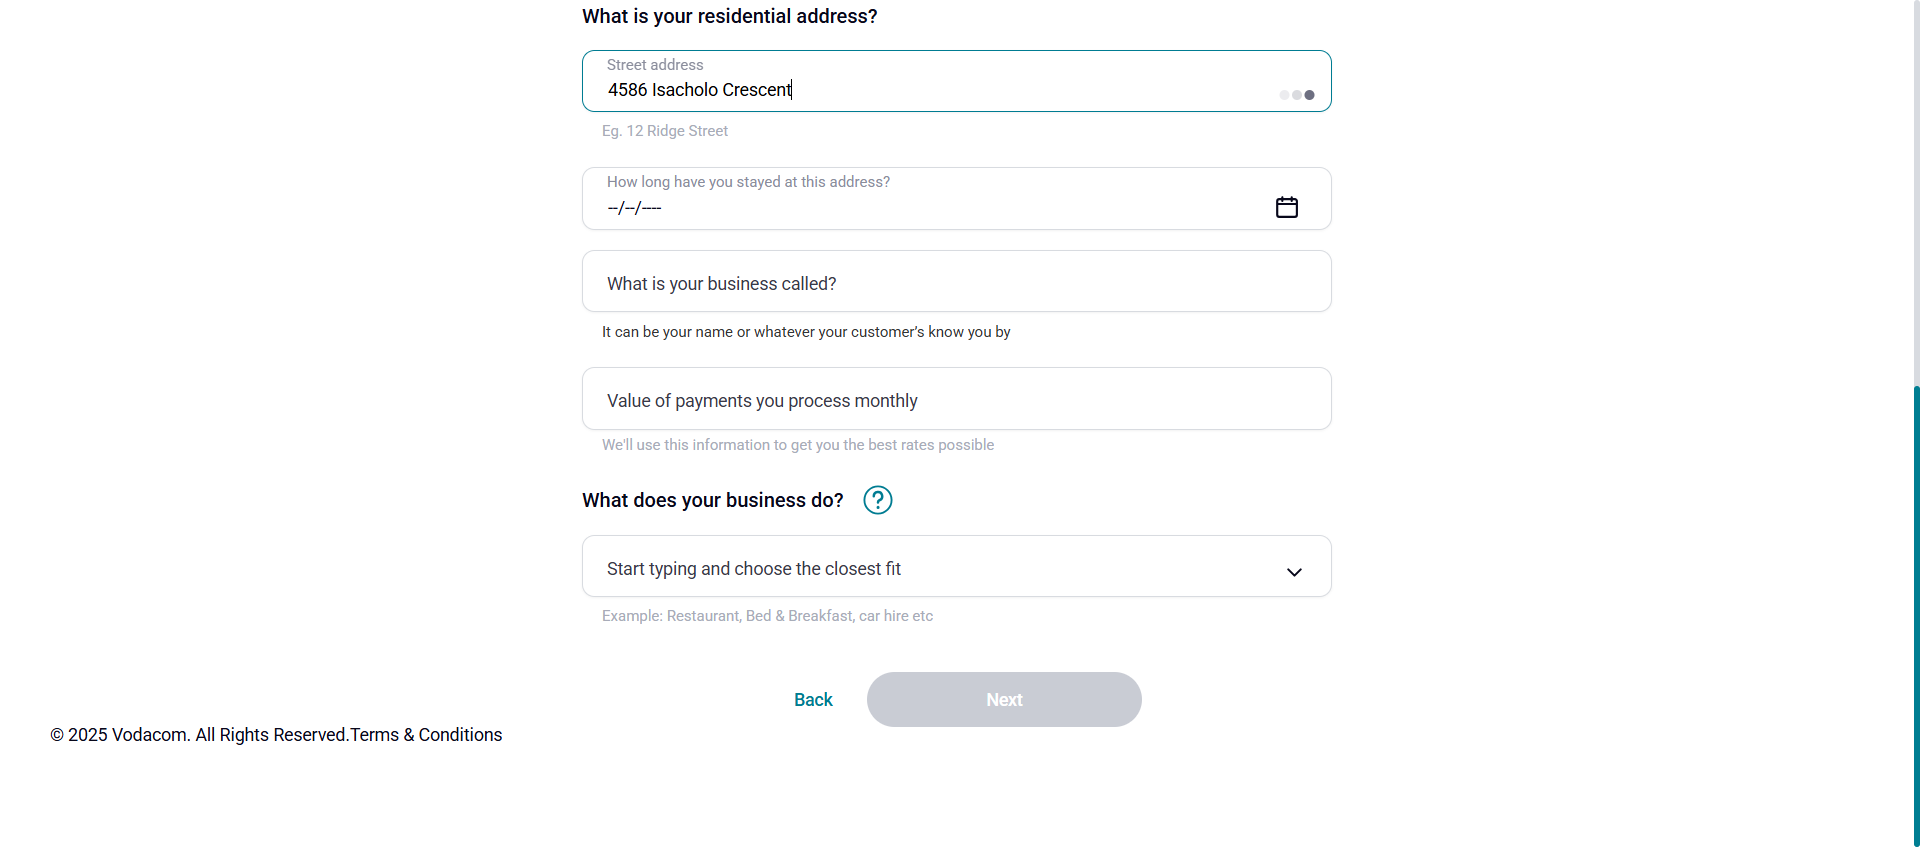 What is your residential address?
Street address
4586 Isacholo Crescent
Eg. 12 Ridge Street
How long have you stayed at this address?
--/--/----
What is your business called?
It can be your name or whatever your customer’s know you by
Value of payments you process monthly
We'll use this information to get you the best rates possible
What does your business do? ?
Start typing and choose the closest fit
Example: Restaurant, Bed & Breakfast, car hire etc
Back Next
© 2025 Vodacom. All Rights Reserved.Terms & Conditions